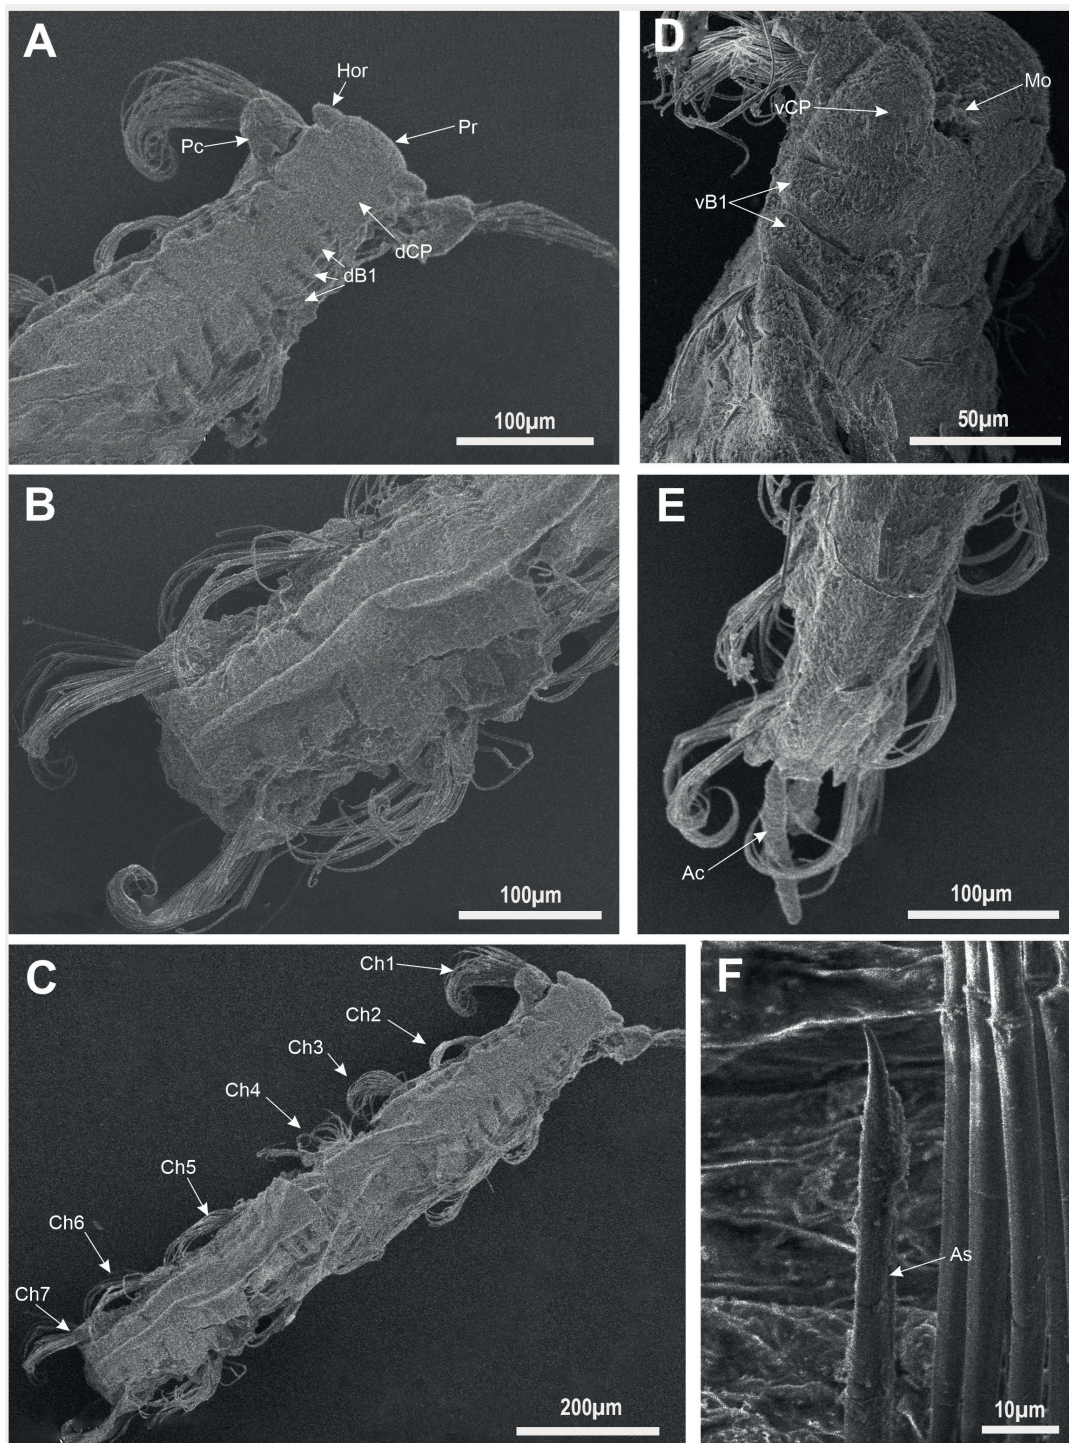 A
Hor
Pr
Pc
dCP
dB1
100µm
B
100µm
C
Ch1
Ch2
Ch3
Ch4
Ch5
Ch6
Ch7
200µm
D
Mo
vCP
vB1
50µm
E
Ac
100µm
F
As
10µm